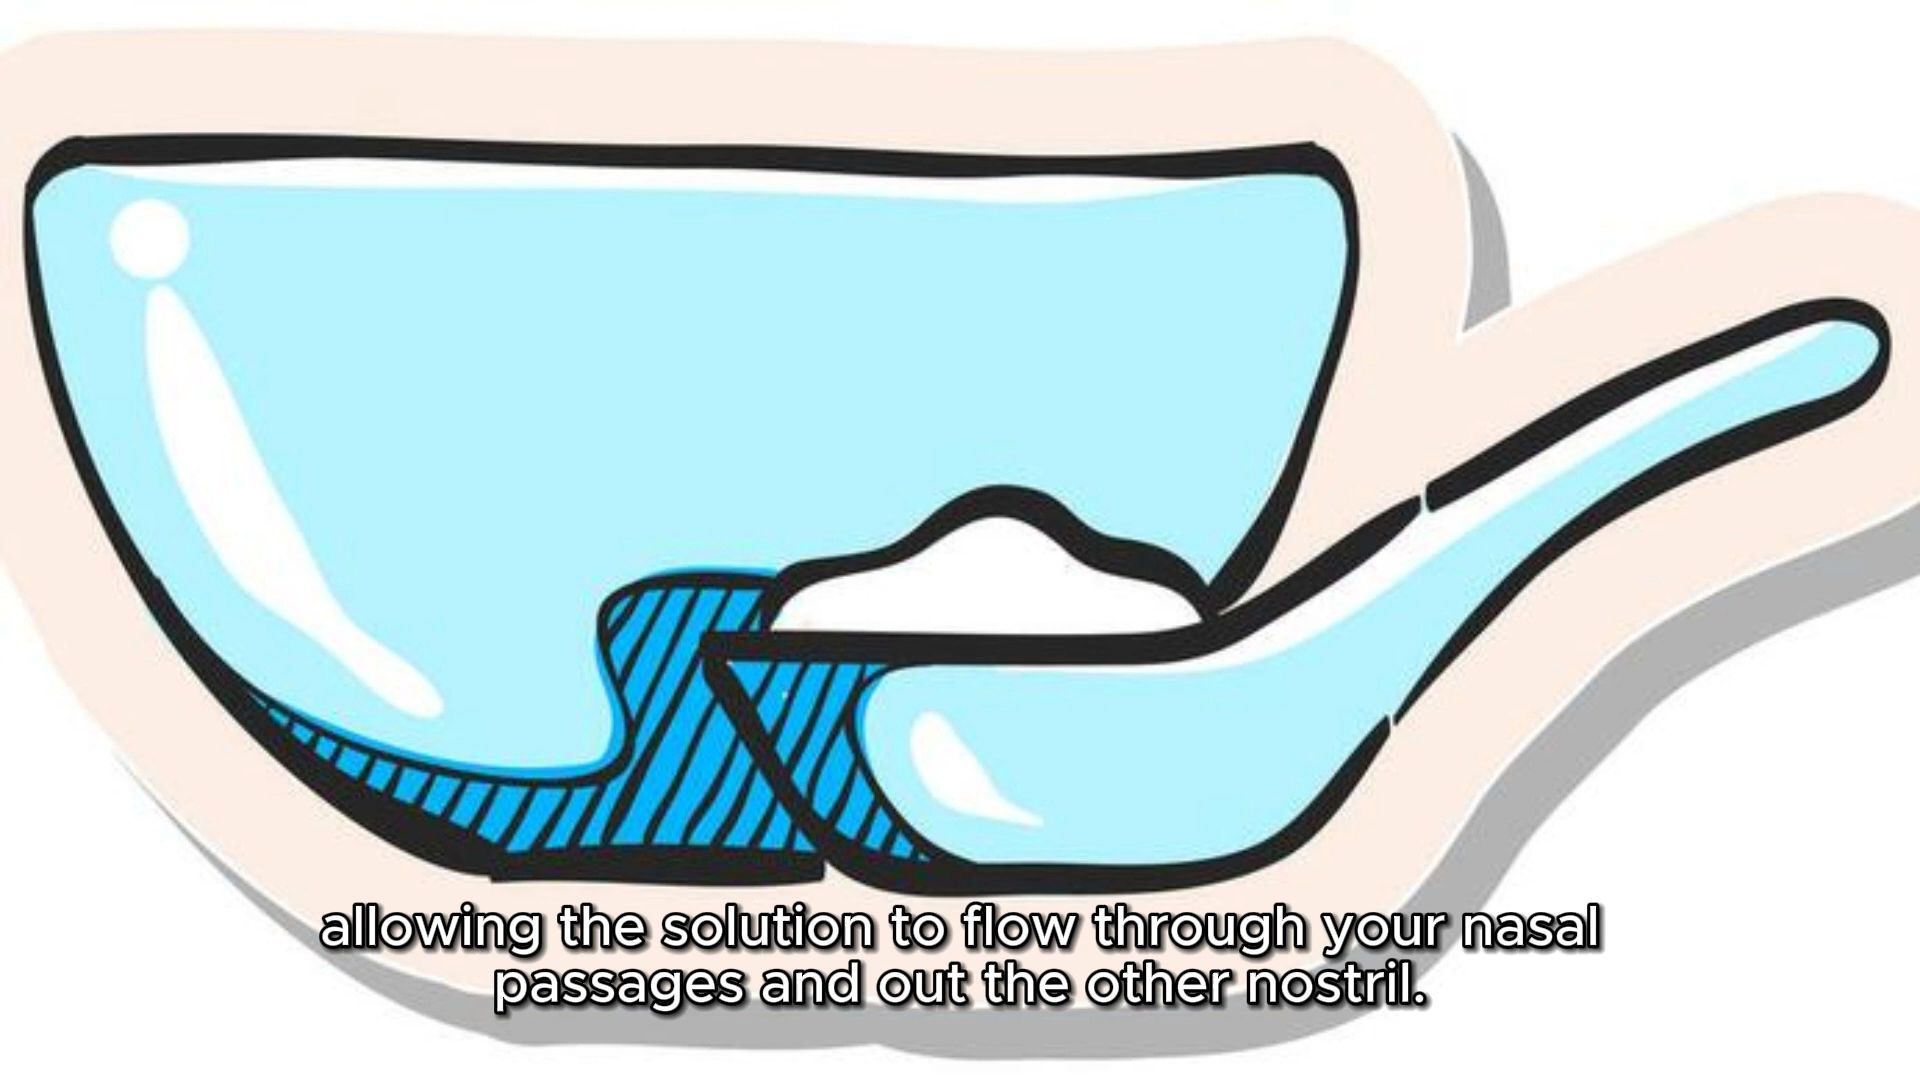 allowing the solution to flow through your nasal
passages and out the other nostril.